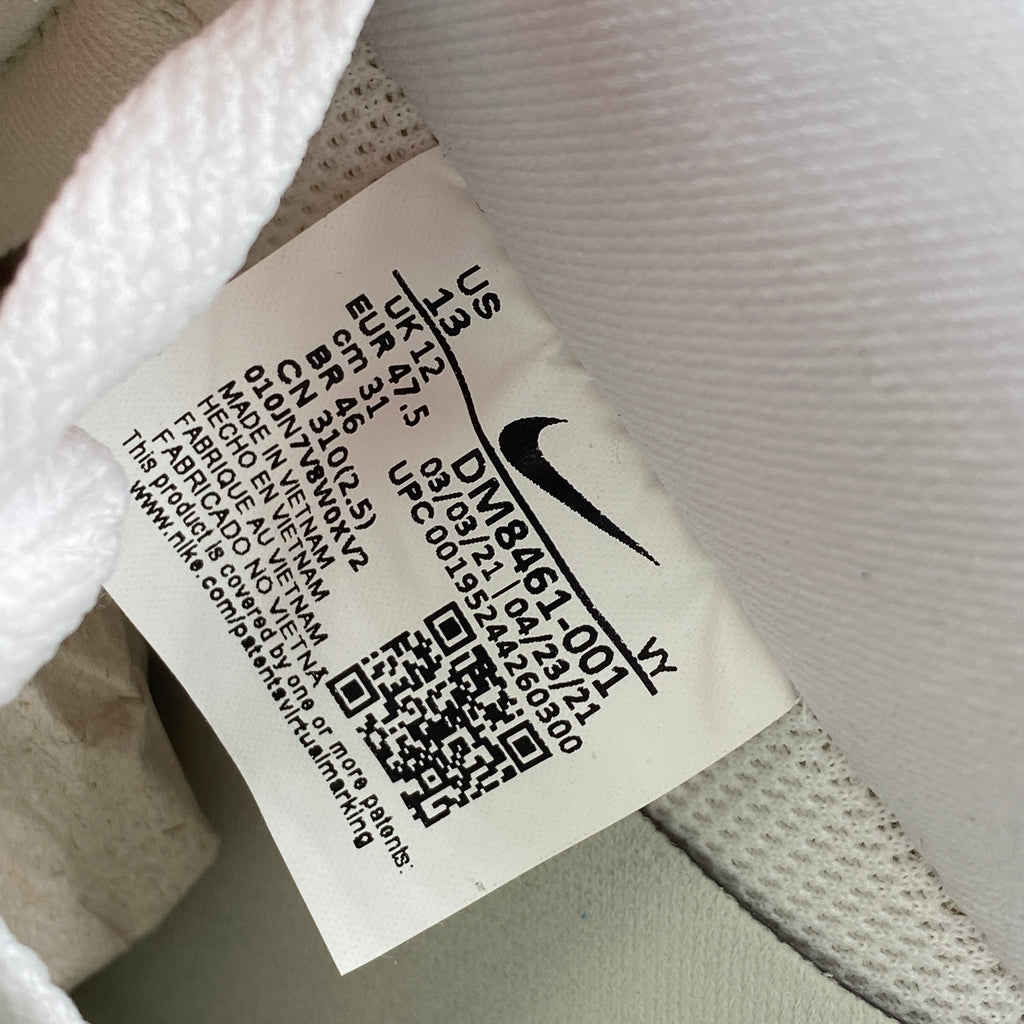 US
13
UK 12
EUR 47.5
cm 31
BR 46
CN 310(2.5)
010JN7V8W0XV2
MADE IN VIETNAM
HECHO EN VIETNAM
FABRIQUE AU VIETNAM
FABRICADO NO VIETNÃ
This product is covered by one or more patents:
www.nike.com/patentsvirtualmarking
VY
DM8461-001
03/03/21 | 04/23/21
UPC 00195244260300